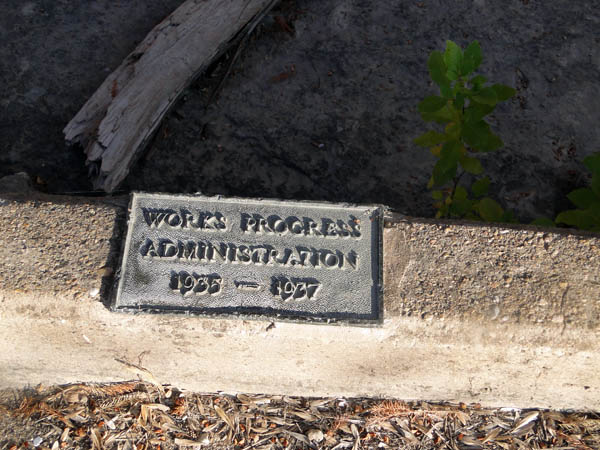 WORKS PROGRESS
ADMINISTRATION
1935 — 1937